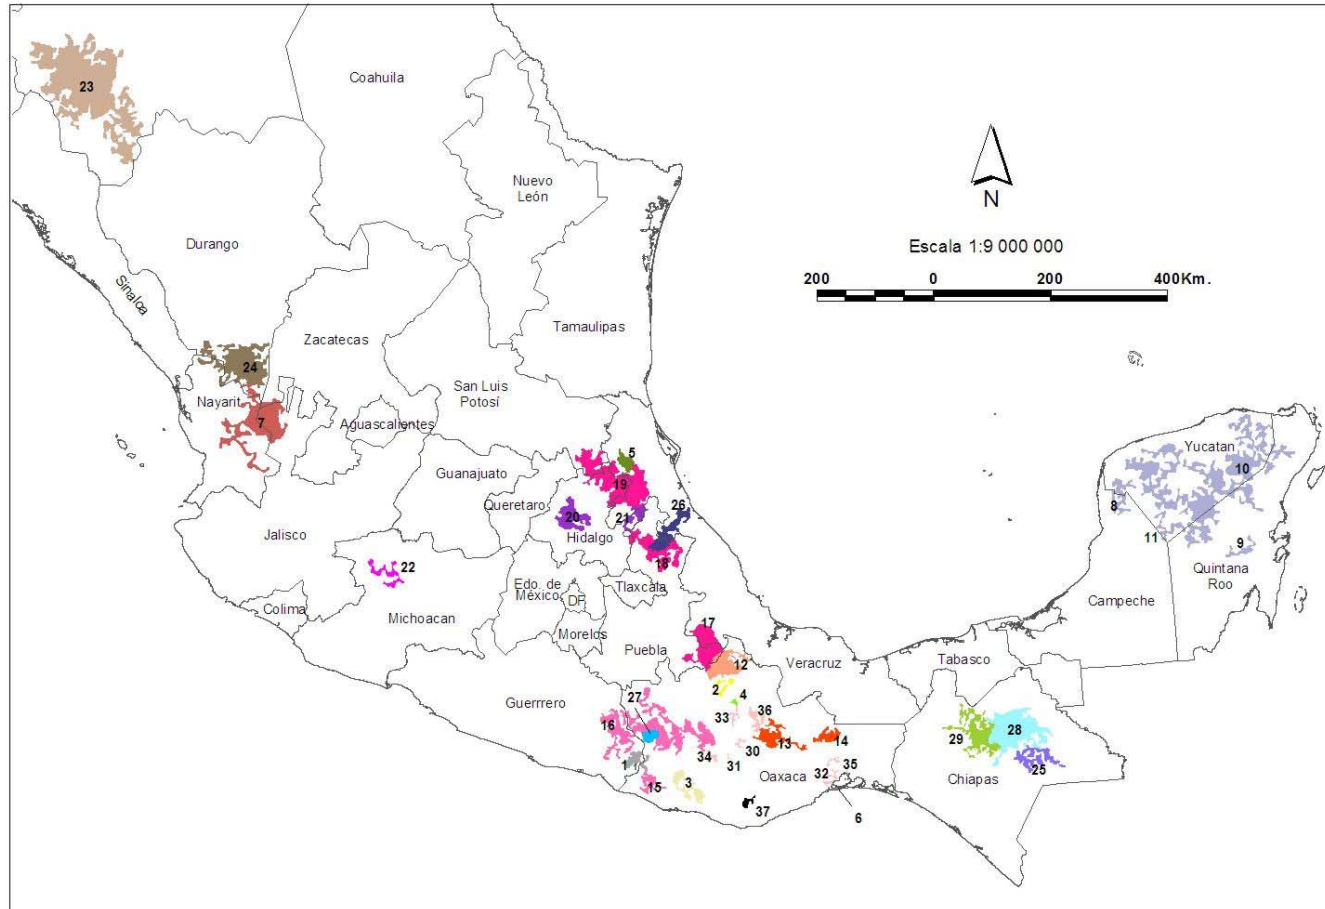 23
Coahuila
Nuevo
León
N
Durango
Escala 1:9 000 000
Sinaloa
200 0 200 400Km.
Zacatecas
Tamaulipas
24
San Luis
Potosí
Nayarit
7
Aguascalientes
Yucatan
5
10
Guanajuato
19
Queretaro
26
8
20
21
11
9
Jalisco
Hidalgo
18
22
Quintana
Roo
Edo. de
México
Tlaxcala
DF
Campeche
Colima
Michoacan
17
Morelos
Puebla
12
Veracruz
Tabasco
2
27
4
Guerrrero
36
16
33
13
14
29
28
30
34
31
35
25
1
Oaxaca
32
Chiapas
15
3
37
6